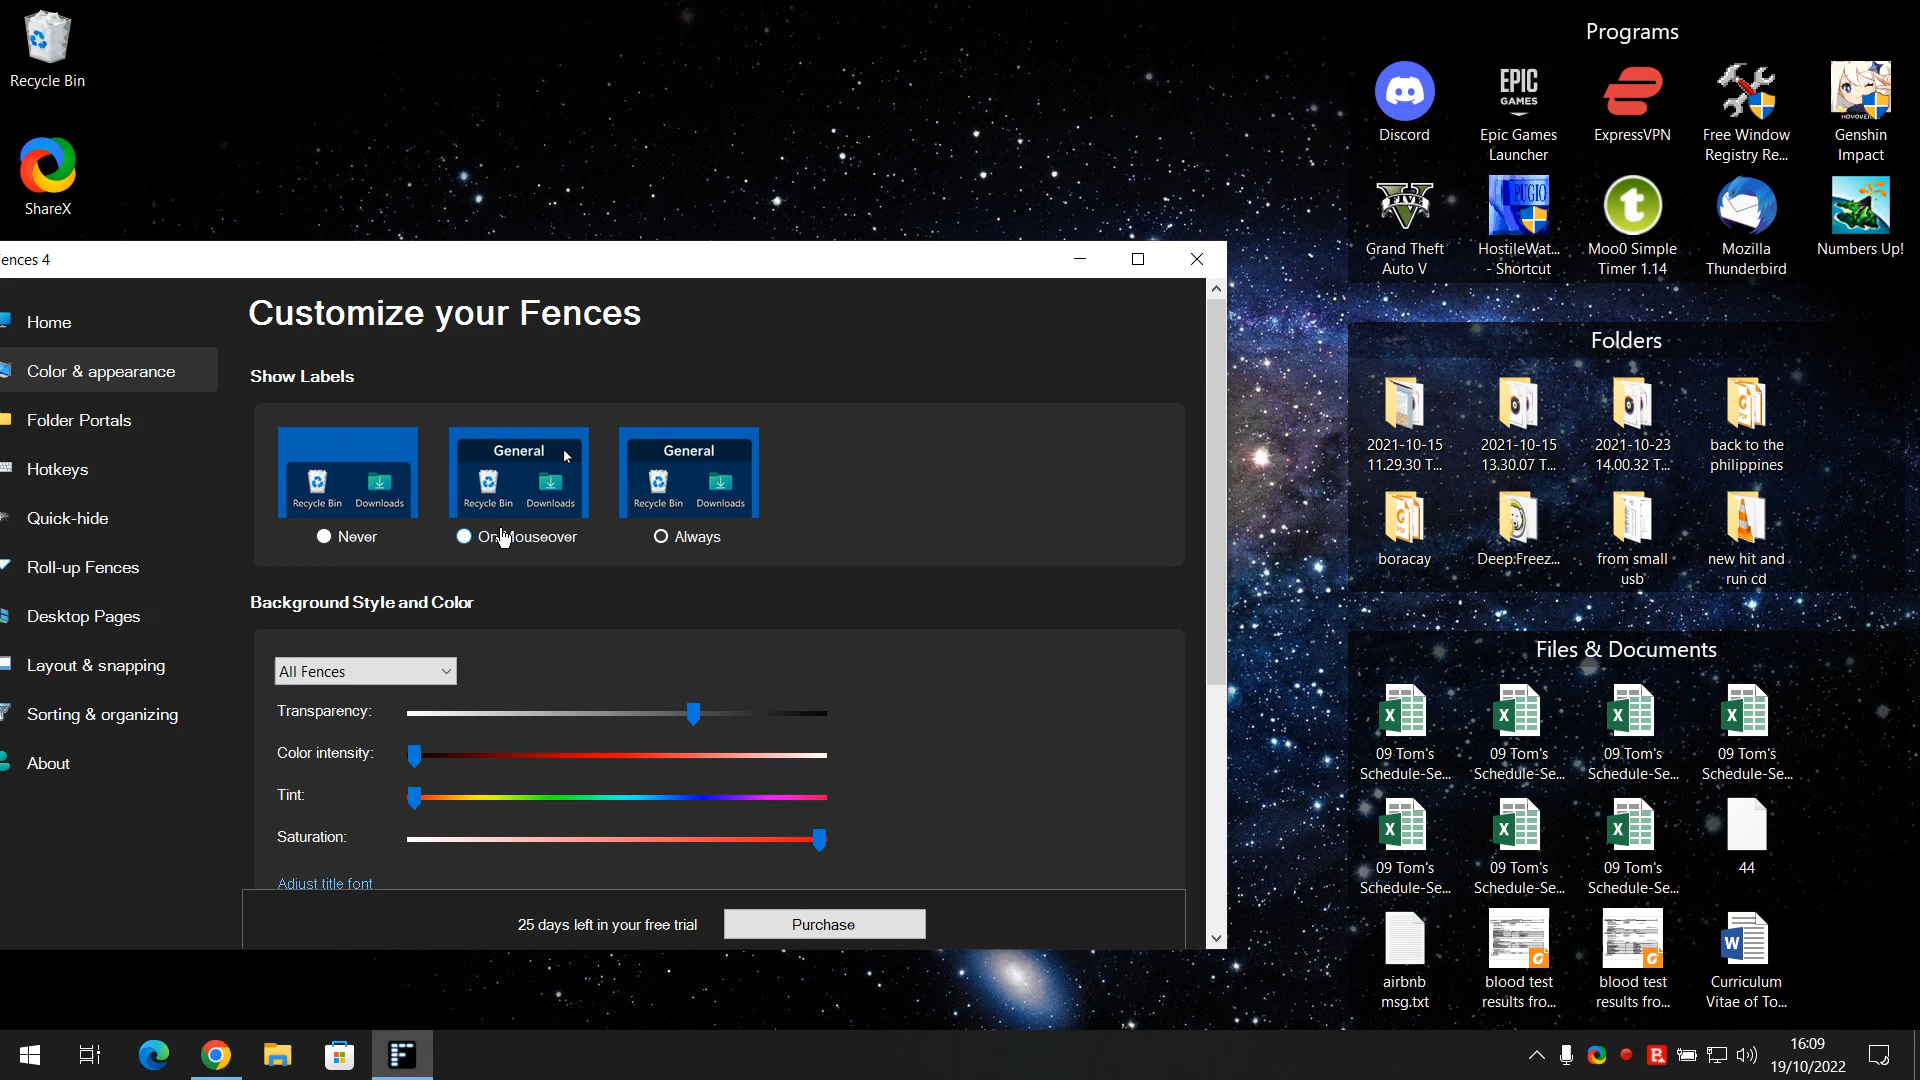 Recycle Bin
ShareX
ences 4
Home
Color & appearance
Folder Portals
Hotkeys
Quick-hide
Roll-up Fences
Desktop Pages
Layout & snapping
Sorting & organizing
About
Customize your Fences
Show Labels
Recycle Bin Downloads
General
Recycle Bin Downloads
General
Recycle Bin Downloads
Never
On Mouseover
Always
Background Style and Color
All Fences
Transparency:
Color intensity:
Tint:
Saturation:
Adjust title font
25 days left in your free trial
Purchase
Programs
EPIC
GAMES
Discord
Epic Games
Launcher
ExpressVPN
Free Window
Registry Re...
Genshin
Impact
FIVE
PUGIO
Grand Theft
Auto V
HostileWat...
- Shortcut
Moo0 Simple
Timer 1.14
Mozilla
Thunderbird
Numbers Up!
Folders
2021-10-15
11.29.30 T...
2021-10-15
13.30.07 T...
2021-10-23
14.00.32 T...
back to the
philippines
boracay
Deep.Freez...
from small
usb
new hit and
run cd
Files & Documents
09 Tom's
Schedule-Se...
09 Tom's
Schedule-Se...
09 Tom's
Schedule-Se...
09 Tom's
Schedule-Se...
09 Tom's
Schedule-Se...
09 Tom's
Schedule-Se...
09 Tom's
Schedule-Se...
44
airbnb
msg.txt
blood test
results fro...
blood test
results fro...
Curriculum
Vitae of To...
16:09
19/10/2022